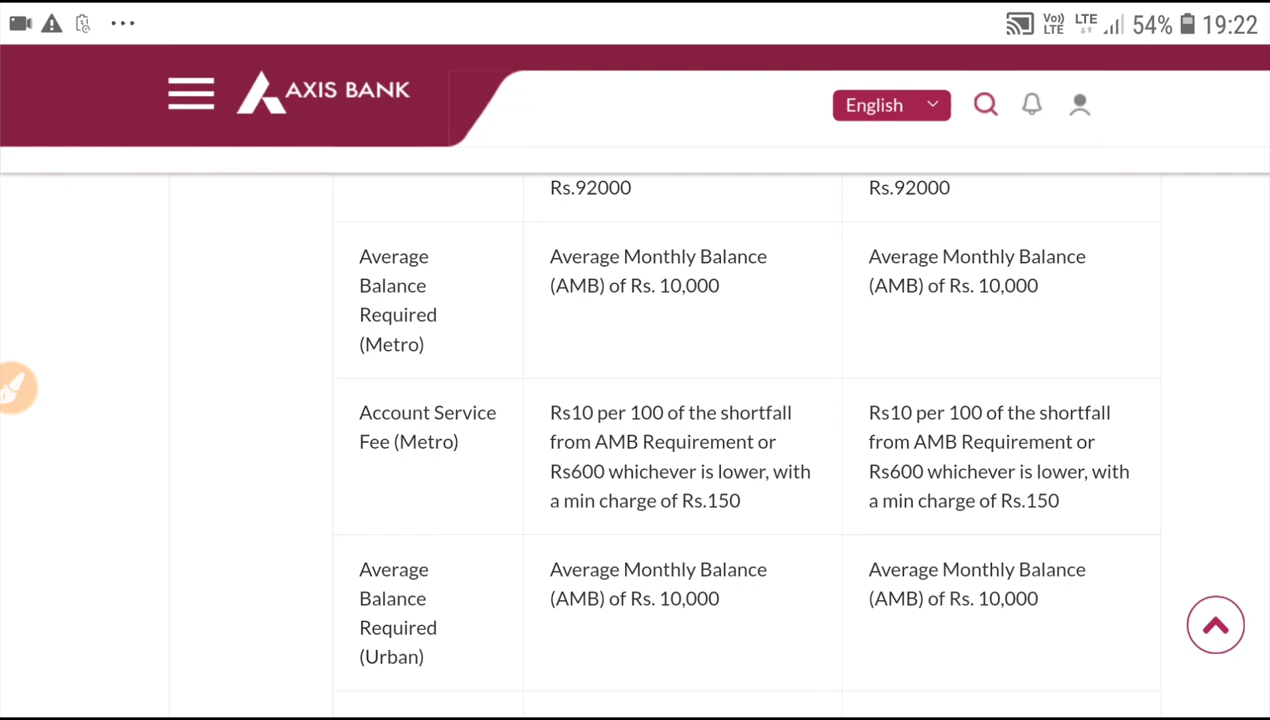 Vo)) LTE LTE 54% 19:22
AXIS BANK English
Rs.92000 Rs.92000
Average Average Monthly Balance Average Monthly Balance
Balance (AMB) of Rs. 10,000 (AMB) of Rs. 10,000
Required
(Metro)
Account Service Rs10 per 100 of the shortfall Rs10 per 100 of the shortfall
Fee (Metro) from AMB Requirement or from AMB Requirement or
Rs600 whichever is lower, with Rs600 whichever is lower, with
a min charge of Rs.150 a min charge of Rs.150
Average Average Monthly Balance Average Monthly Balance
Balance (AMB) of Rs. 10,000 (AMB) of Rs. 10,000
Required
(Urban)